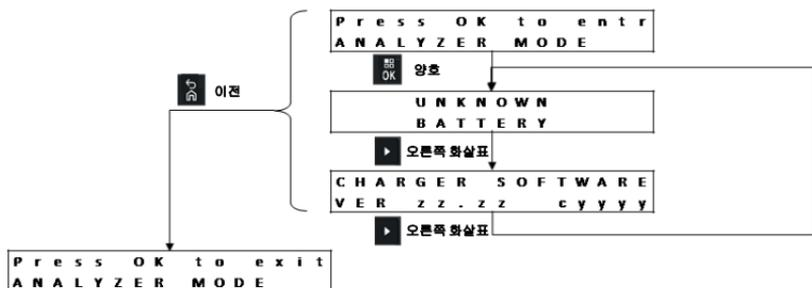 Press OK to entr
ANALYZER MODE
OK
양호
이전
UNKNOWN
BATTERY
오른쪽 화살표
CHARGER SOFTWARE
VER zz.zz cyyyy
오른쪽 화살표
Press OK to exit
ANALYZER MODE